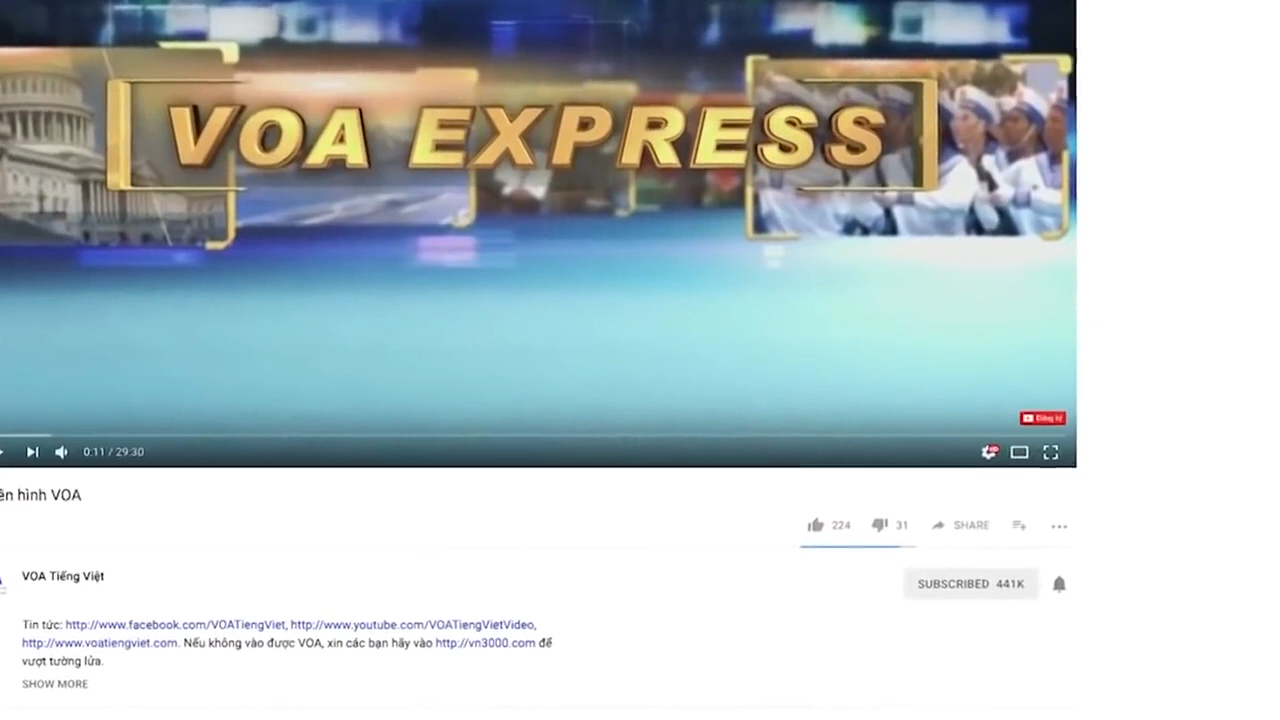 VOA EXPRESS
Đăng ký
0:11 / 29:30
ền hình VOA
224 31 SHARE
VOA Tiếng Việt
SUBSCRIBED 441K
Tin tức: http://www.facebook.com/VOATiengViet, http://www.youtube.com/VOATiengVietVideo,
http://www.voatiengviet.com. Nếu không vào được VOA, xin các bạn hãy vào http://vn3000.com để
vượt tường lửa.
SHOW MORE